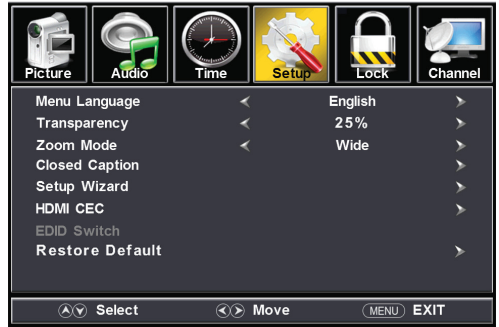 Picture Audio Time Setup Lock Channel
Menu Language English
Transparency 25%
Zoom Mode Wide
Closed Caption
Setup Wizard
HDMI CEC
EDID Switch
Restore Default
Select Move MENU EXIT